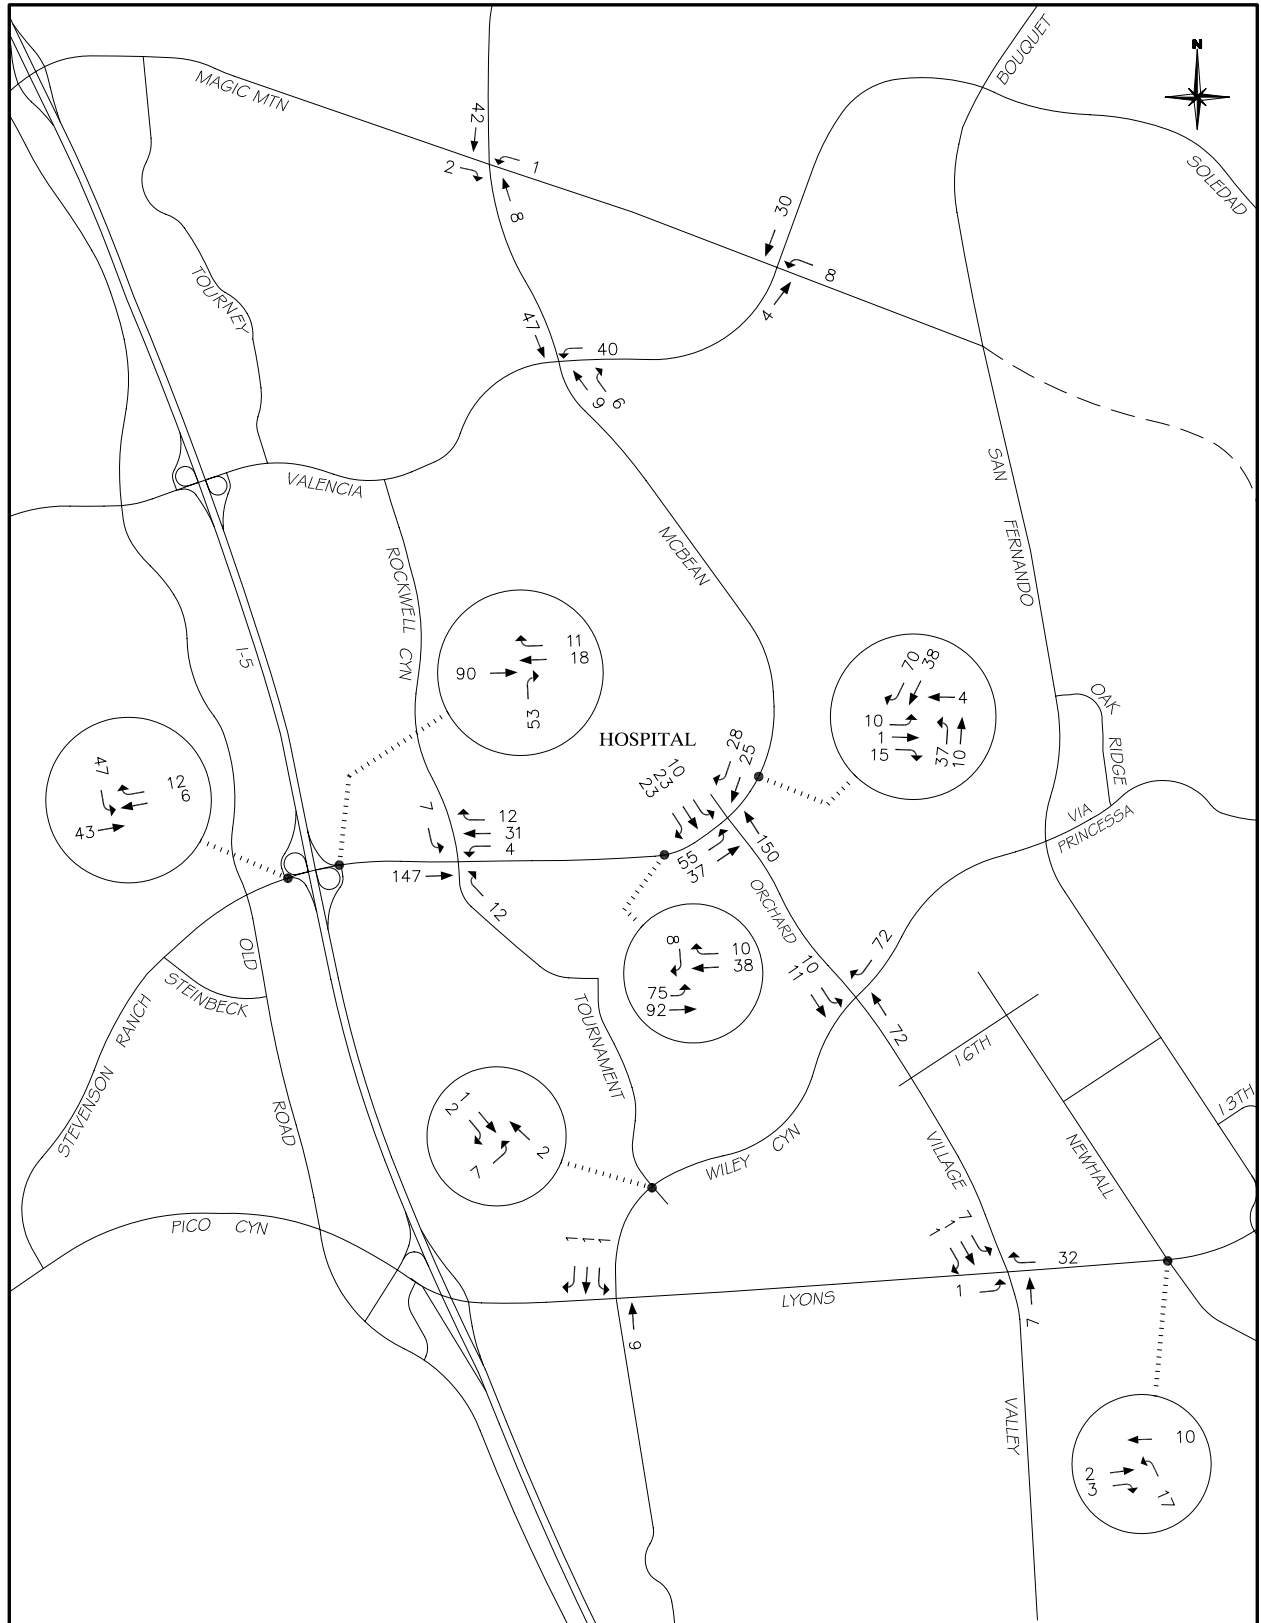 BOUQUET
N
MAGIC MTN
42
2
1
8
SOLEDAD
30
8
4
TOURNEY
47
40
9
6
SAN
VALENCIA
FERNANDO
MCBEAN
ROCKWELL CYN
I-5
11
18
90
53
70
38
4
10
1
15
37
10
OAK
RIDGE
HOSPITAL
28
25
10
23
23
47
12
6
43
7
12
31
4
147
12
55
37
150
VIA
PRINCESSA
ORCHARD
OLD
STEINBECK
STEVENSON RANCH
8
10
38
75
92
10
11
72
72
TOURNAMENT
16TH
13TH
ROAD
1
2
2
7
WILEY CYN
VILLAGE
NEWHALL
PICO CYN
1
1
1
9
7
1
1
32
1
7
LYONS
VALLEY
10
2
3
17